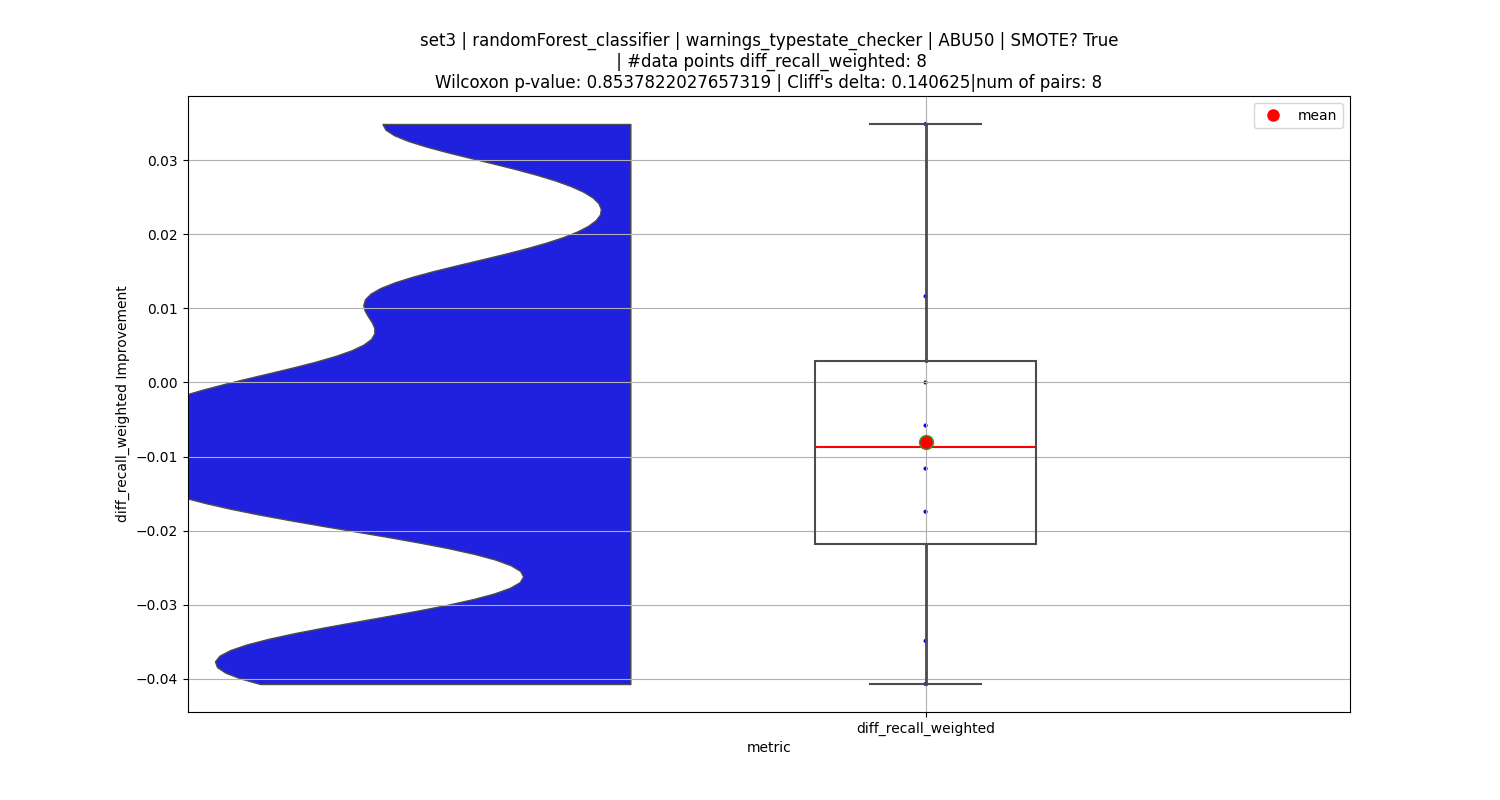 set3 | randomForest_classifier | warnings_typestate_checker | ABU50 | SMOTE? True
| #data points diff_recall_weighted: 8
Wilcoxon p-value: 0.8537822027657319 | Cliff's delta: 0.140625|num of pairs: 8
mean
diff_recall_weighted Improvement
0.03
0.02
0.01
0.00
−0.01
−0.02
−0.03
−0.04
diff_recall_weighted
metric